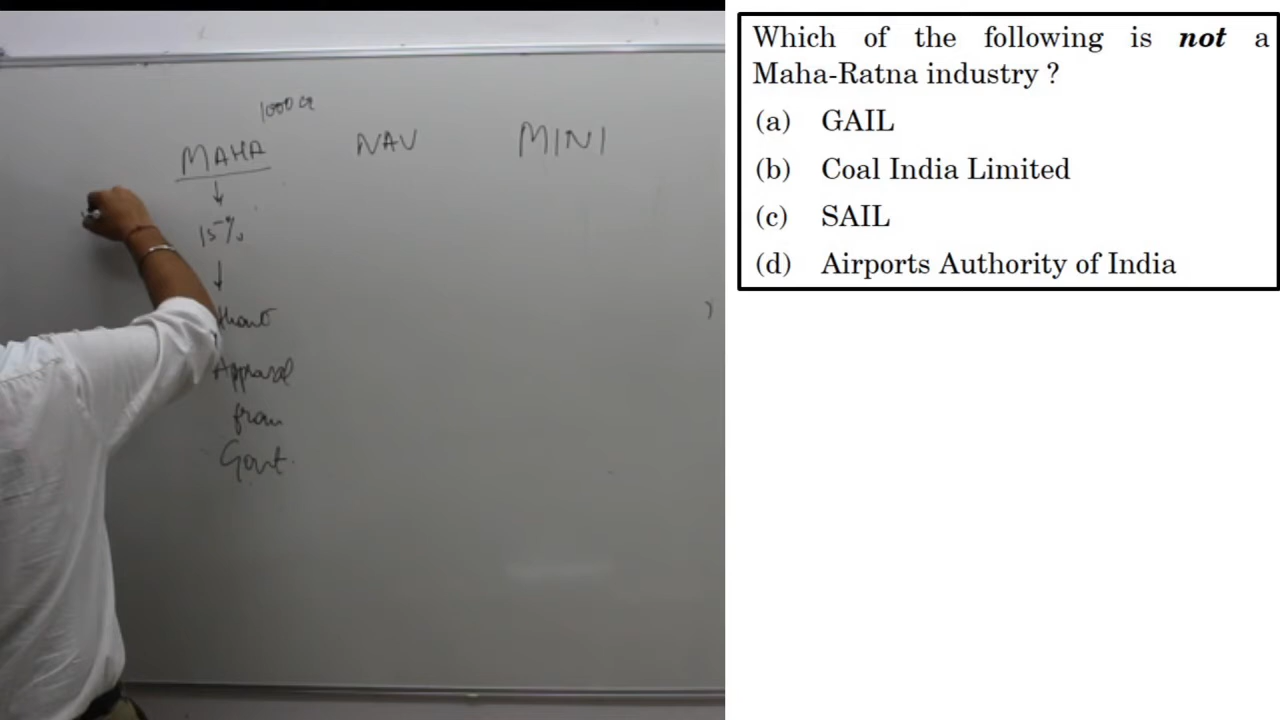 1000 cr
MAHA NAV MINI
15%
Approval
from
Govt.
Which of the following is not a
Maha-Ratna industry ?
(a) GAIL
(b) Coal India Limited
(c) SAIL
(d) Airports Authority of India